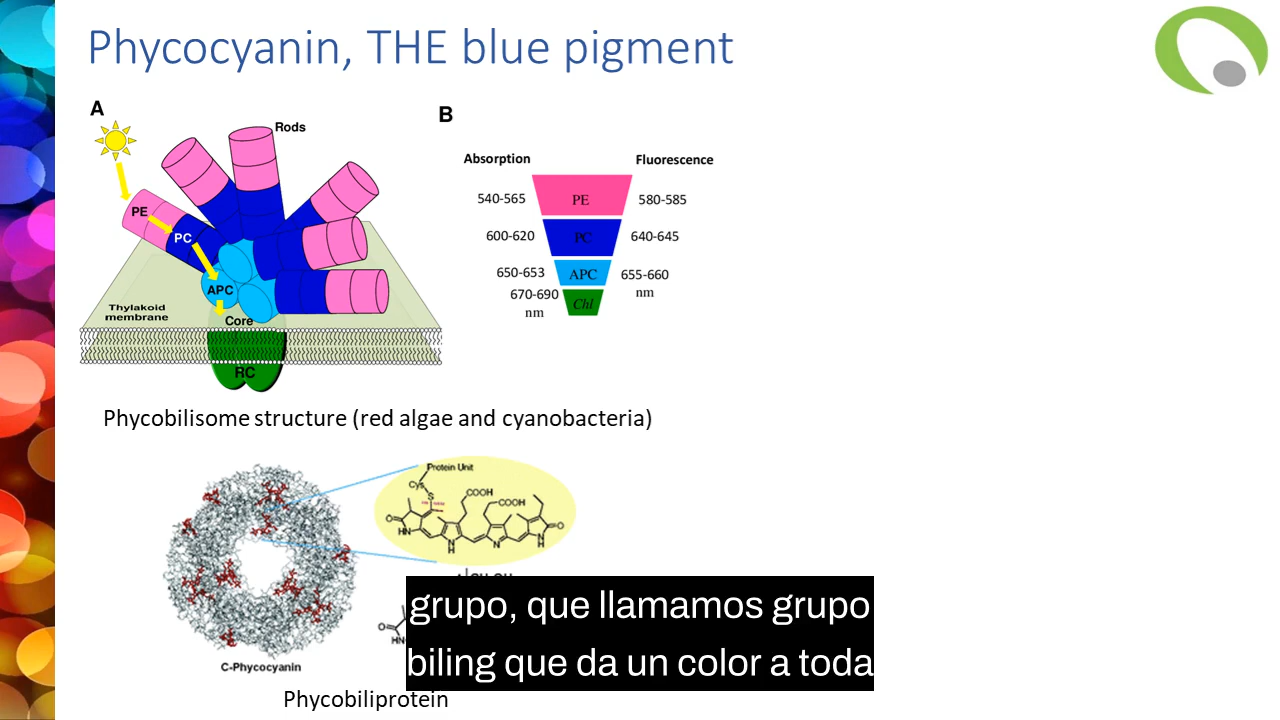 Phycocyanin, THE blue pigment
A
Rods
PE
PC
APC
Core
Thylakoid
membrane
RC
B
Absorption
Fluorescence
540-565 PE 580-585
600-620 PC 640-645
650-653 APC 655-660
nm
670-690 Chl
nm
Phycobilisome structure (red algae and cyanobacteria)
Protein Unit
Cys
S
COOH
COOH
O
HN
N
H
N
N
H
O
O
HN
C-Phycocyanin
Phycobiliprotein
grupo, que llamamos grupo
biling que da un color a toda